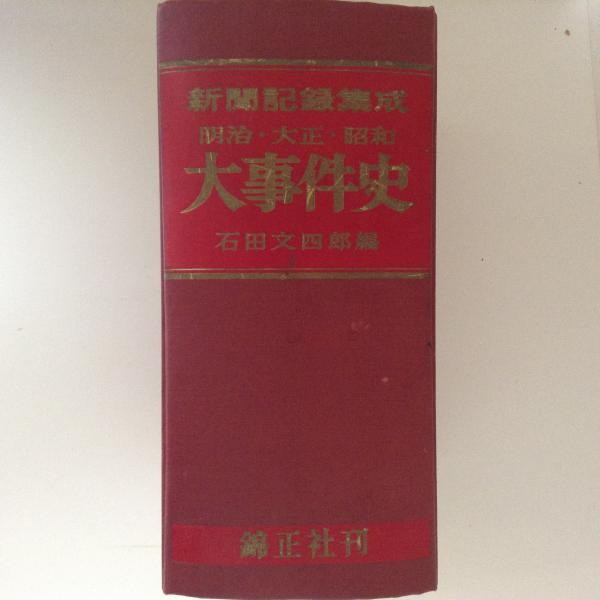 新聞記録集成
明治・大正・昭和
大事件史
石田文四郎編
錦正社刊